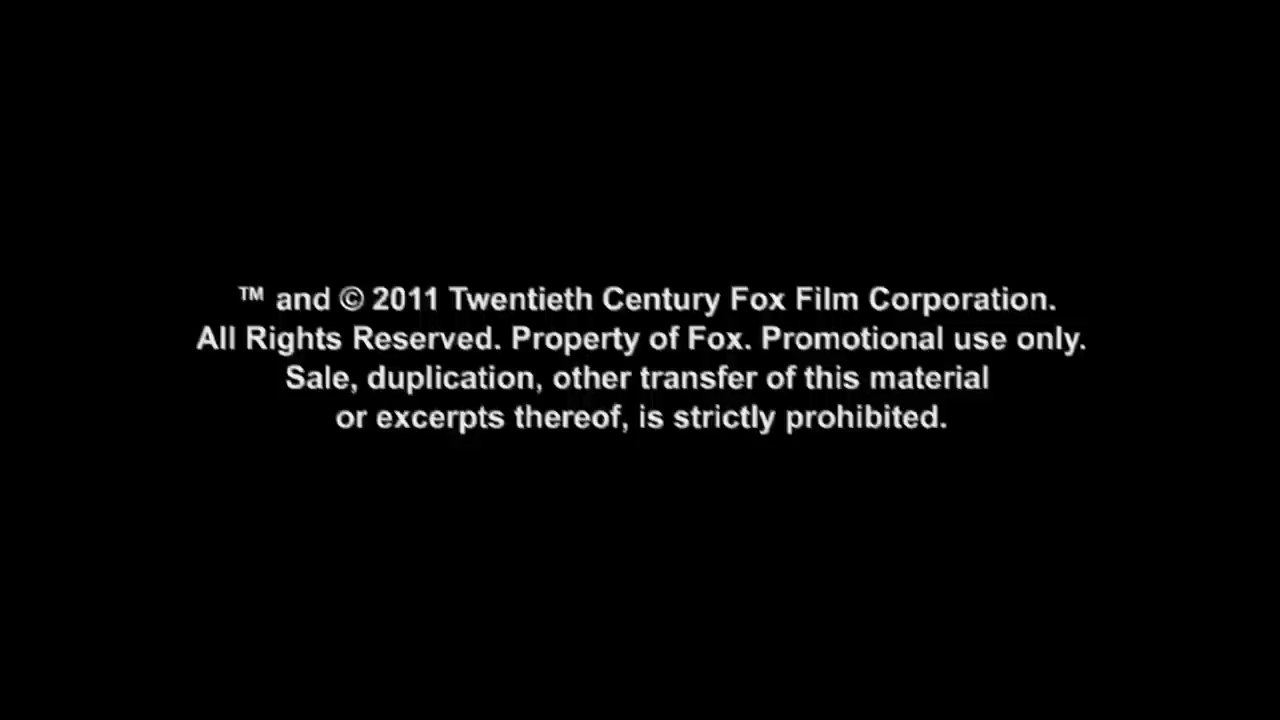 ™ and © 2011 Twentieth Century Fox Film Corporation.
All Rights Reserved. Property of Fox. Promotional use only.
Sale, duplication, other transfer of this material
or excerpts thereof, is strictly prohibited.